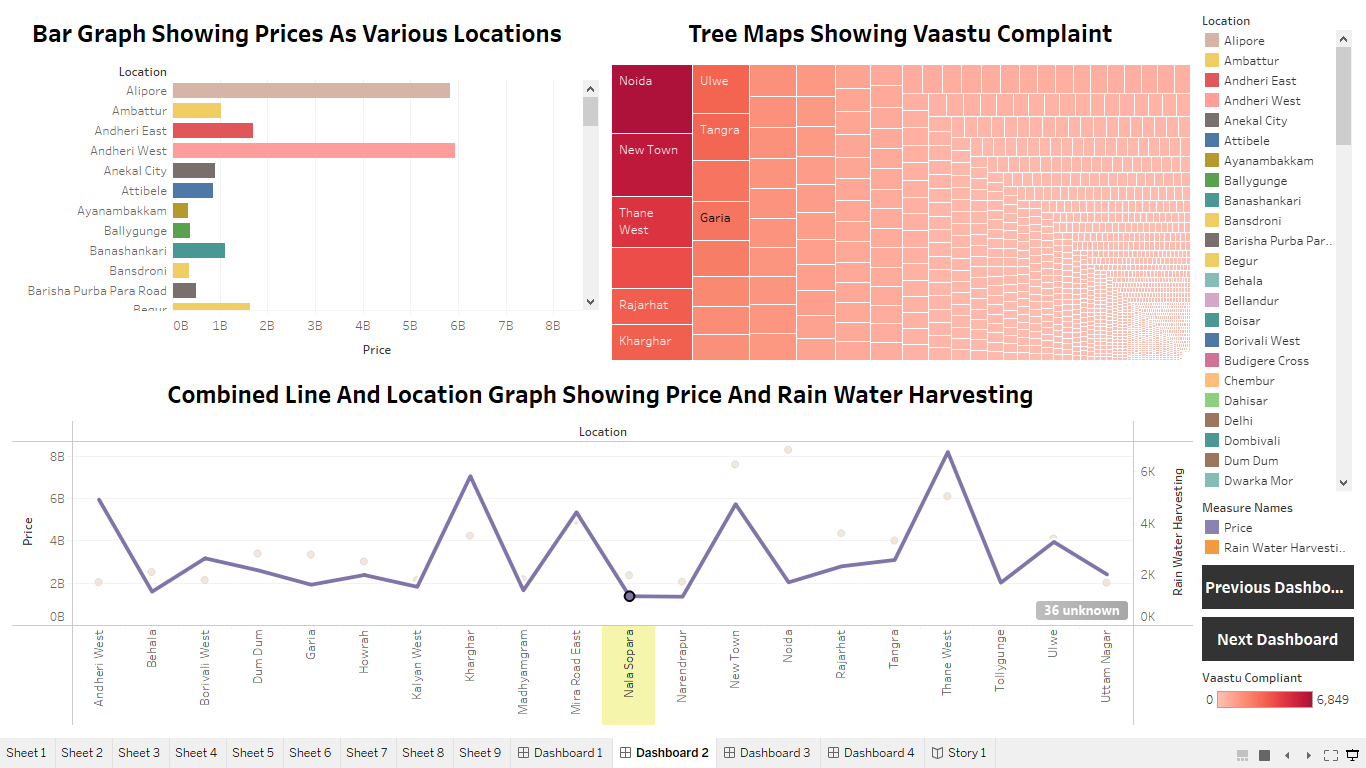 Bar Graph Showing Prices As Various Locations
Location
Alipore
Ambattur
Andheri East
Andheri West
Anekal City
Attibele
Ayanambakkam
Ballygunge
Banashankari
Bansdroni
Barisha Purba Para Road
Begur
0B 1B 2B 3B 4B 5B 6B 7B 8B
Price
Tree Maps Showing Vaastu Complaint
Noida
New Town
Thane
West
Rajarhat
Kharghar
Ulwe
Tangra
Garia
Location
Alipore
Ambattur
Andheri East
Andheri West
Anekal City
Attibele
Ayanambakkam
Ballygunge
Banashankari
Bansdroni
Barisha Purba Par..
Begur
Behala
Bellandur
Boisar
Borivali West
Budigere Cross
Chembur
Dahisar
Delhi
Dombivali
Dum Dum
Dwarka Mor
Combined Line And Location Graph Showing Price And Rain Water Harvesting
Location
Price
8B
6B
4B
2B
0B
6K
4K
2K
0K
Rain Water Harvesting
36 unknown
Andheri West
Behala
Borivali West
Dum Dum
Garia
Howrah
Kalyan West
Kharghar
Madhyamgram
Mira Road East
Nala Sopara
Narendrapur
New Town
Noida
Rajarhat
Tangra
Thane West
Tollygunge
Ulwe
Uttam Nagar
Measure Names
Price
Rain Water Harvesti..
Previous Dashbo...
Next Dashboard
Vaastu Compliant
0 6,849
Sheet 1 Sheet 2 Sheet 3 Sheet 4 Sheet 5 Sheet 6 Sheet 7 Sheet 8 Sheet 9 Dashboard 1 Dashboard 2 Dashboard 3 Dashboard 4 Story 1